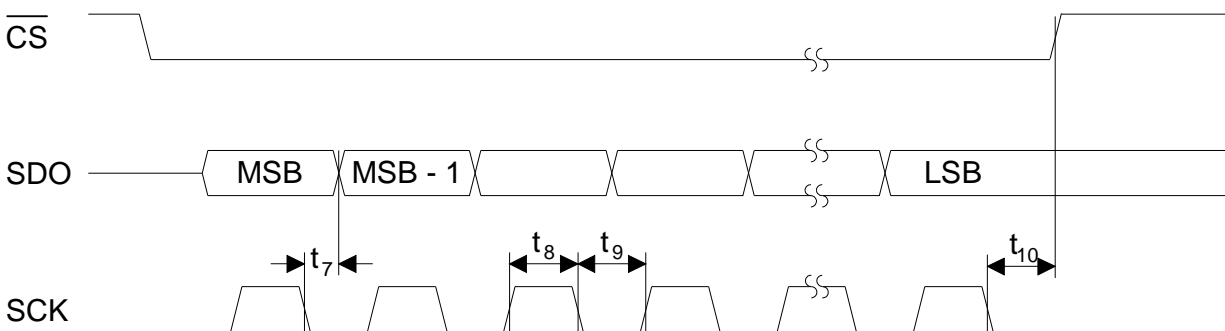 CS
SDO
MSB
MSB - 1
LSB
t7
t8
t9
t10
SCK